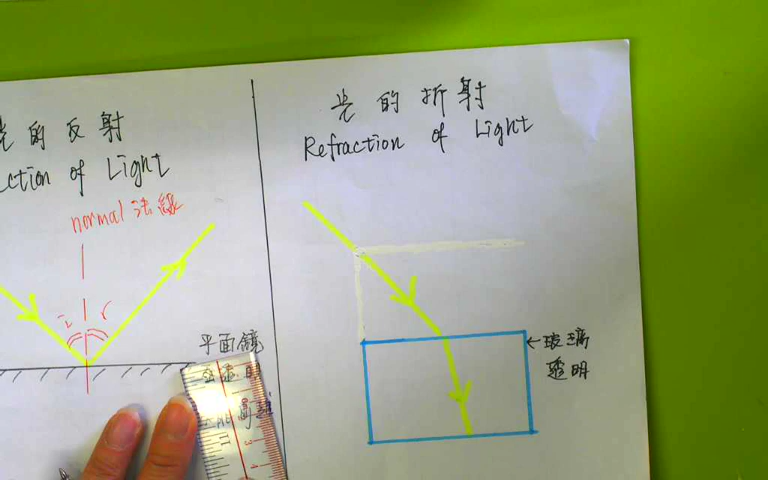 的反射
ction of Light
normal 法線
i r
平面鏡
光的折射
Refraction of Light
←玻璃
透明